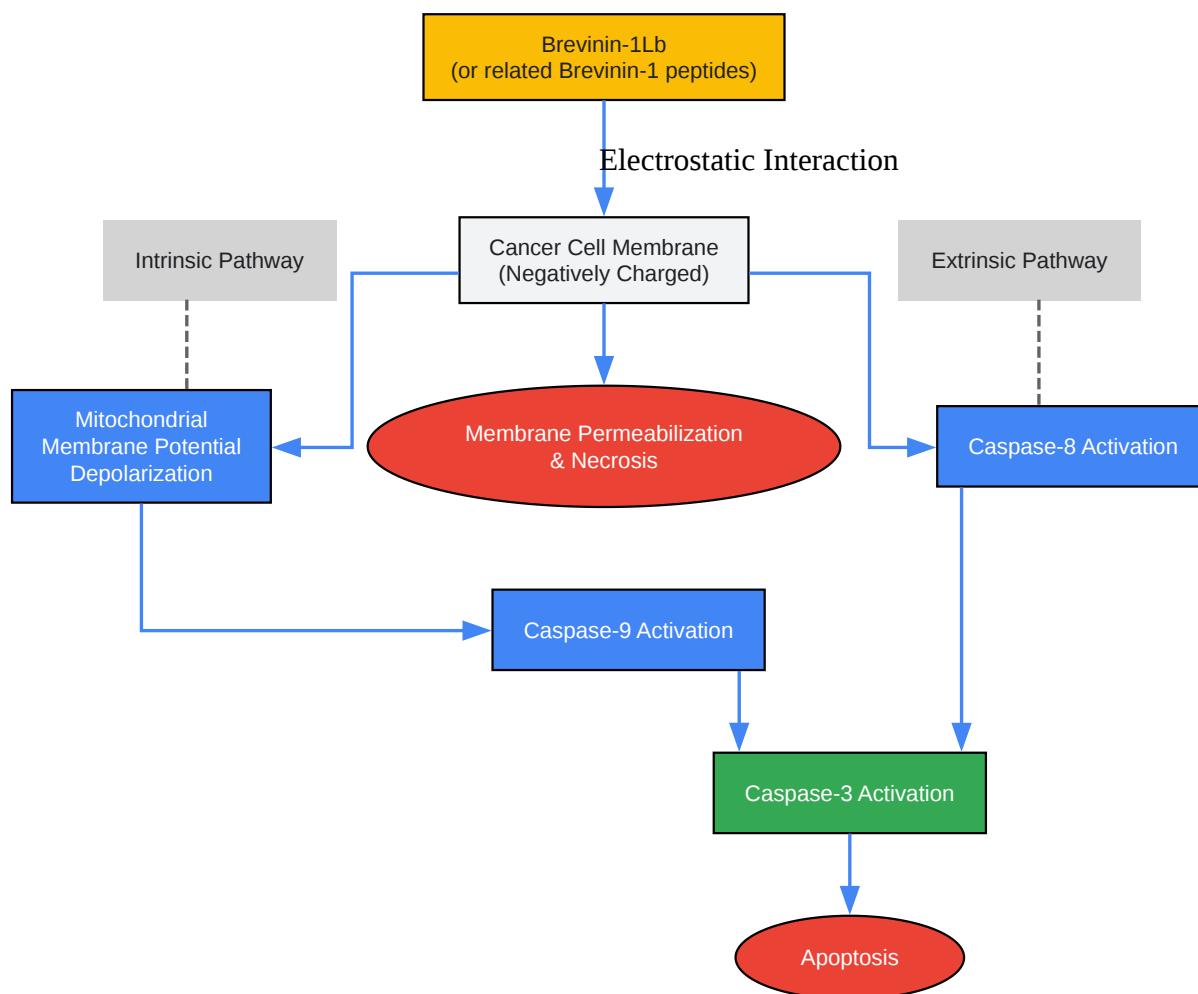 Brevinin-1Lb
(or related Brevinin-1 peptides)
Electrostatic Interaction
Intrinsic Pathway
Cancer Cell Membrane
(Negatively Charged)
Extrinsic Pathway
Mitochondrial
Membrane Potential
Depolarization
Membrane Permeabilization
& Necrosis
Caspase-8 Activation
Caspase-9 Activation
Caspase-3 Activation
Apoptosis